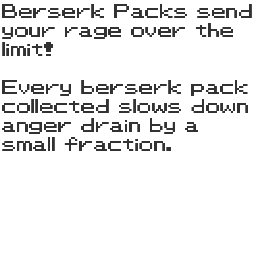 Berserk Packs send
your rage over the
limit!

Every berserk pack
collected slows down
anger drain by a
small fraction.